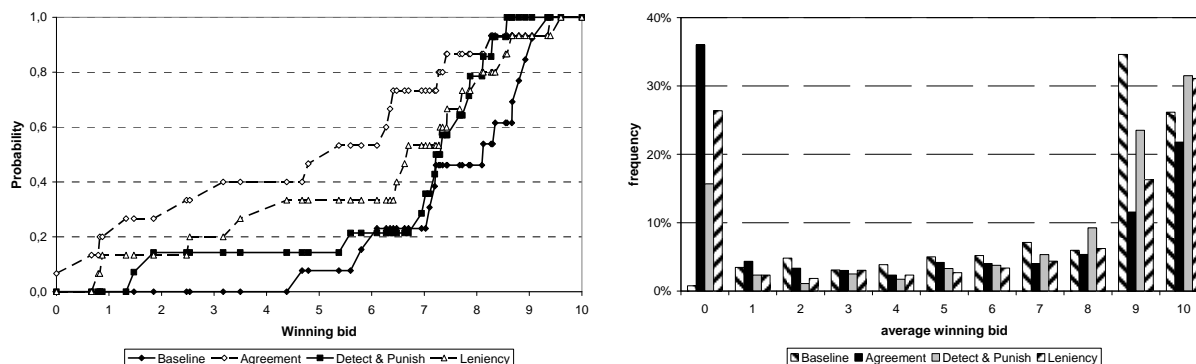 1,0
0,8
0,6
0,4
0,2
0,0
Probability
0 1 2 3 4 5 6 7 8 9 10
Winning bid
Baseline Agreement Detect & Punish Leniency
40%
30%
20%
10%
0%
frequency
0 1 2 3 4 5 6 7 8 9 10
average winning bid
Baseline Agreement Detect & Punish Leniency